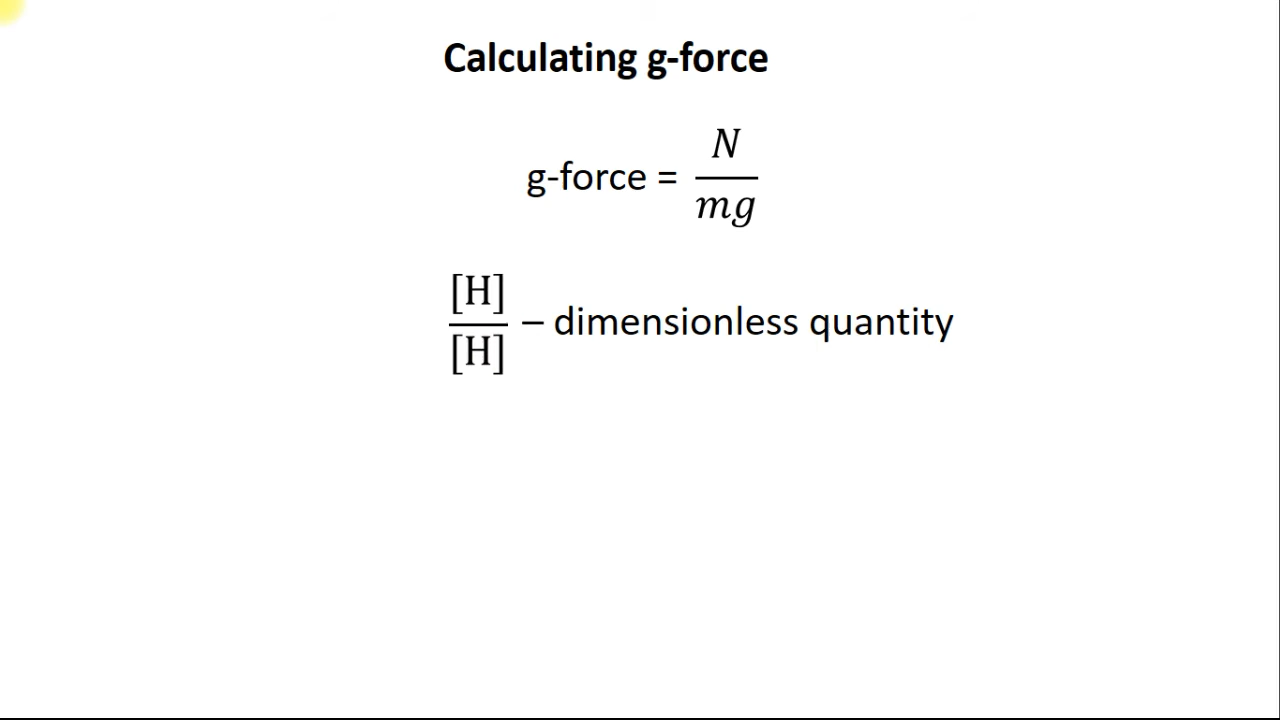 Calculating g-force
g-force = N/mg
[H]/[H] – dimensionless quantity